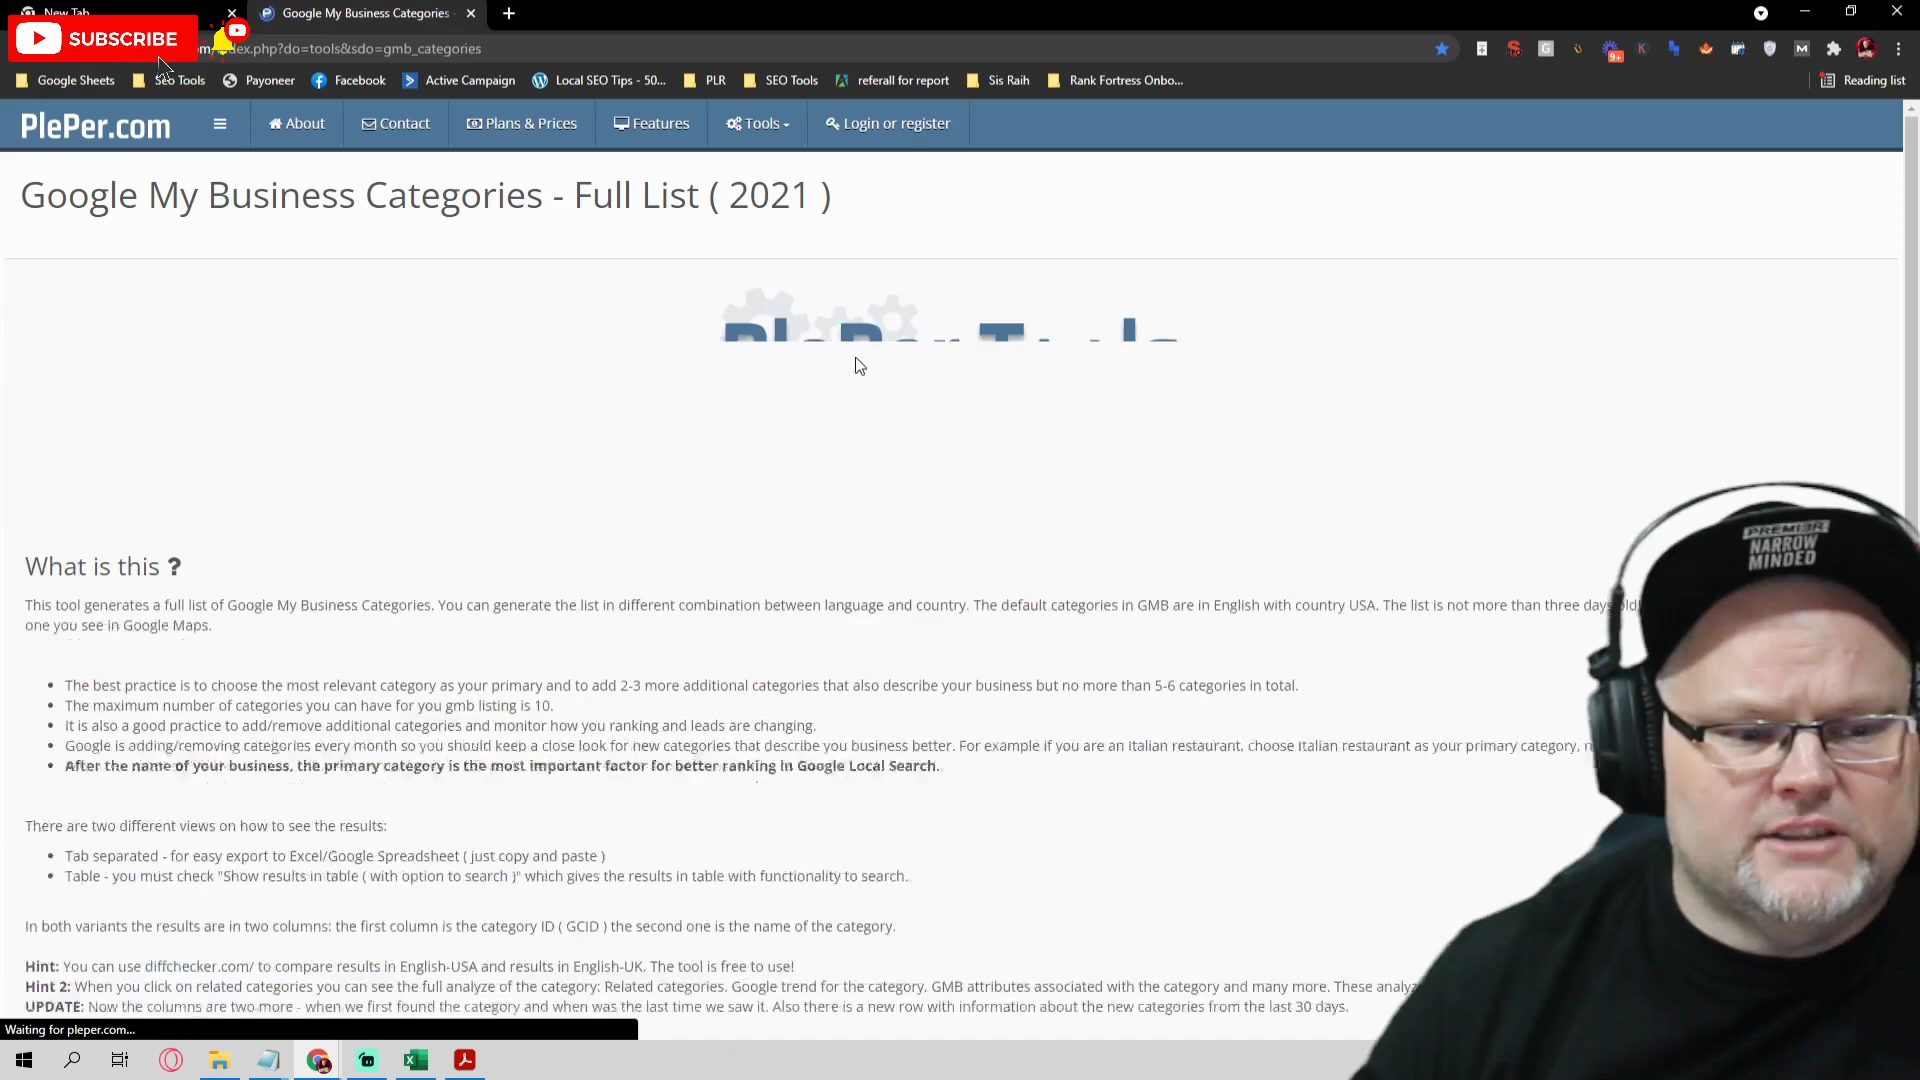 New Tab
Google My Business Categories -
SUBSCRIBE
om/index.php?do=tools&sdo=gmb_categories
9+
Google Sheets
Seo Tools
Payoneer
Facebook
Active Campaign
Local SEO Tips - 50...
PLR
SEO Tools
referall for report
Sis Raih
Rank Fortress Onbo...
Reading list
PlePer.com
About
Contact
Plans & Prices
Features
Tools
Login or register
Google My Business Categories - Full List ( 2021 )
PlePer Tools
What is this ?
This tool generates a full list of Google My Business Categories. You can generate the list in different combination between language and country. The default categories in GMB are in English with country USA. The list is not more than three days old!
one you see in Google Maps.
The best practice is to choose the most relevant category as your primary and to add 2-3 more additional categories that also describe your business but no more than 5-6 categories in total.
The maximum number of categories you can have for you gmb listing is 10.
It is also a good practice to add/remove additional categories and monitor how you ranking and leads are changing.
Google is adding/removing categories every month so you should keep a close look for new categories that describe you business better. For example if you are an Italian restaurant, choose Italian restaurant as your primary category,
After the name of your business, the primary category is the most important factor for better ranking in Google Local Search.
There are two different views on how to see the results:
Tab separated - for easy export to Excel/Google Spreadsheet ( just copy and paste )
Table - you must check "Show results in table ( with option to search )" which gives the results in table with functionality to search.
In both variants the results are in two columns: the first column is the category ID ( GCID ) the second one is the name of the category.
Hint: You can use diffchecker.com/ to compare results in English-USA and results in English-UK. The tool is free to use!
Hint 2: When you click on related categories you can see the full analyze of the category: Related categories. Google trend for the category. GMB attributes associated with the category and many more. These analyz
UPDATE: Now the columns are two more - when we first found the category and when was the last time we saw it. Also there is a new row with information about the new categories from the last 30 days.
Waiting for pleper.com...
PREMI3R
NARROW
MINDED